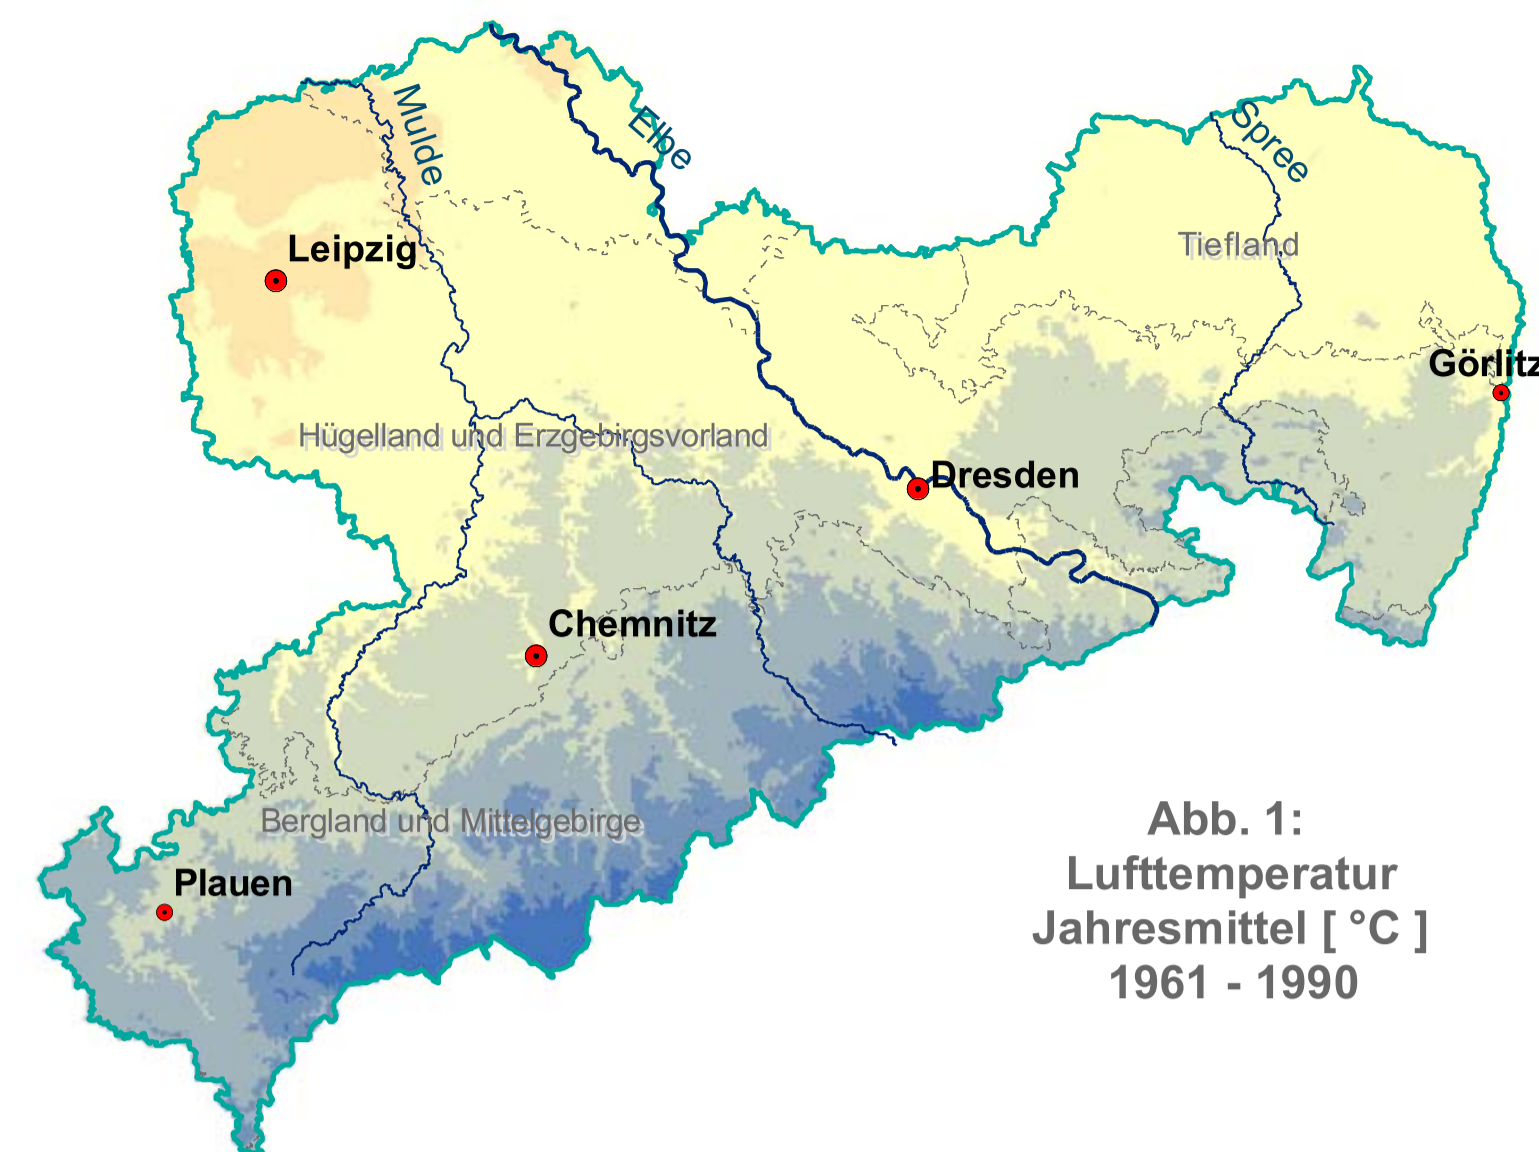 Mulde
Elbe
Spree
Leipzig
Tiefland
Görlitz
Hügelland und Erzgebirgsvorland
Dresden
Chemnitz
Bergland und Mittelgebirge
Plauen
Abb. 1:
Lufttemperatur
Jahresmittel [ °C ]
1961 - 1990